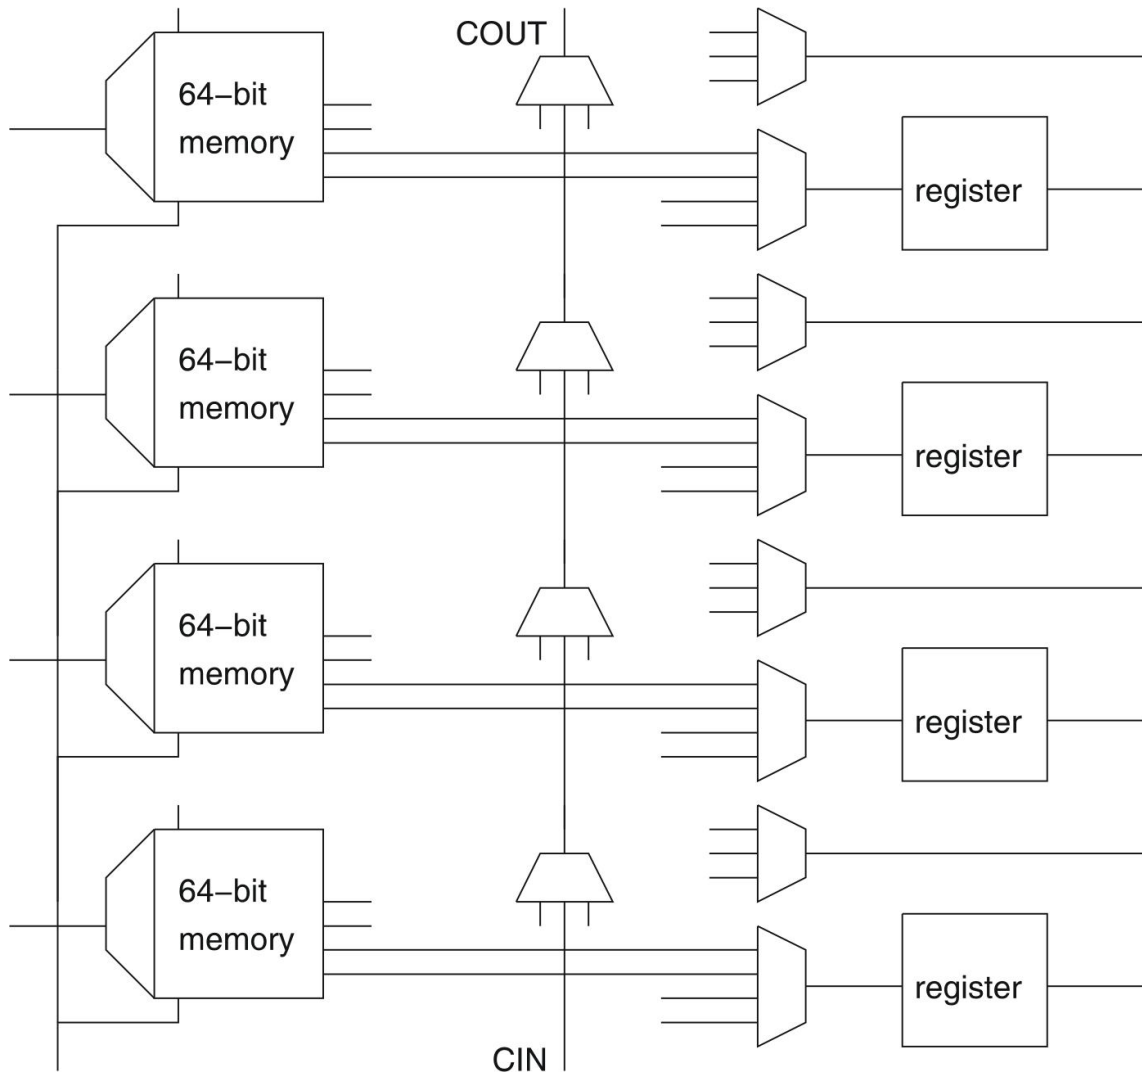 COUT
64–bit
memory
register
64–bit
memory
register
64–bit
memory
register
64–bit
memory
register
CIN